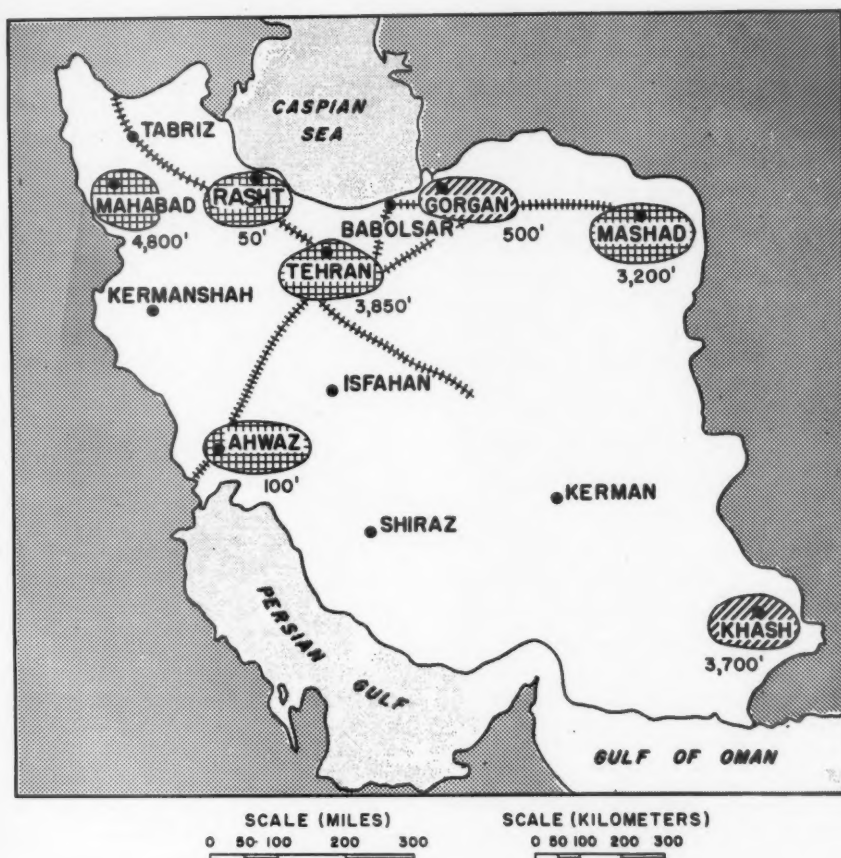 CASPIAN
SEA
TABRIZ
MAHABAD
4,800'
RASHT
50'
GORGAN
500'
BABOLSAR
MASHAD
3,200'
TEHRAN
3,850'
KERMANSHAH
ISFAHAN
AHWAZ
100'
KERMAN
SHIRAZ
KHASH
3,700'
PERSIAN
GULF
GULF OF OMAN
SCALE (MILES)
0 50 100 200 300
SCALE (KILOMETERS)
0 50 100 200 300